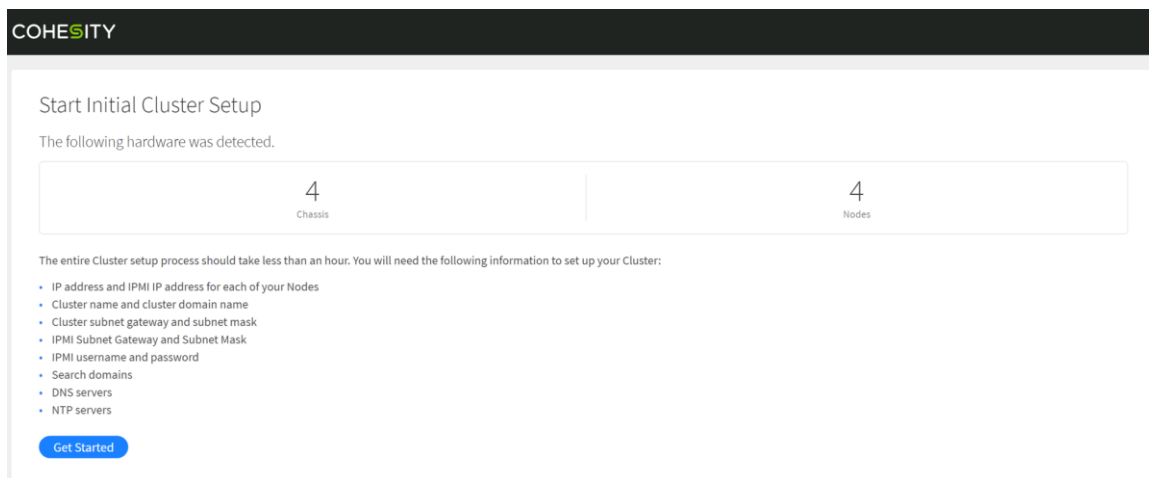 COHESITY
Start Initial Cluster Setup
The following hardware was detected.
4
Chassis
4
Nodes
The entire Cluster setup process should take less than an hour. You will need the following information to set up your Cluster:
• IP address and IPMI IP address for each of your Nodes
• Cluster name and cluster domain name
• Cluster subnet gateway and subnet mask
• IPMI Subnet Gateway and Subnet Mask
• IPMI username and password
• Search domains
• DNS servers
• NTP servers
Get Started